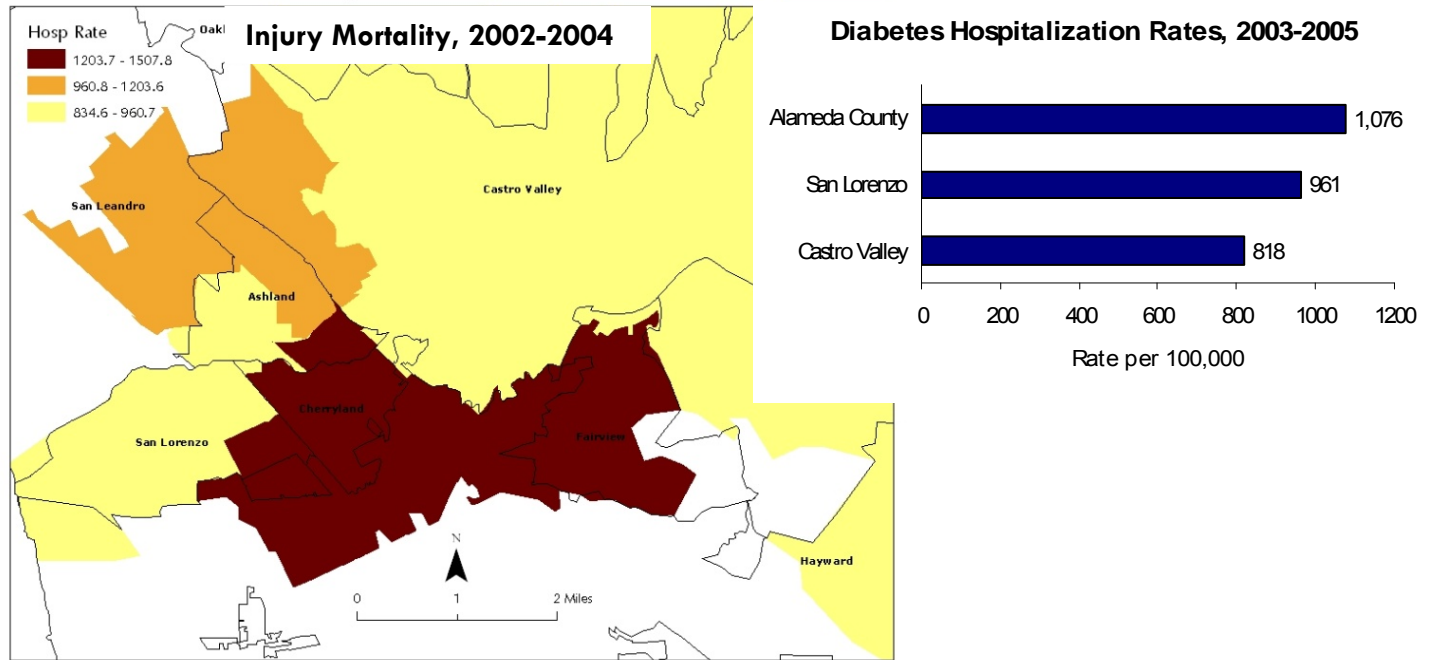 Hosp Rate
1203.7 - 1507.8
960.8 - 1203.6
834.6 - 960.7
Oakl
Injury Mortality, 2002-2004
Castro Valley
San Leandro
Ashland
Cherryland
San Lorenzo
Fairview
Hayward
N
0 1 2 Miles
Diabetes Hospitalization Rates, 2003-2005
Alameda County 1,076
San Lorenzo 961
Castro Valley 818
0 200 400 600 800 1000 1200
Rate per 100,000